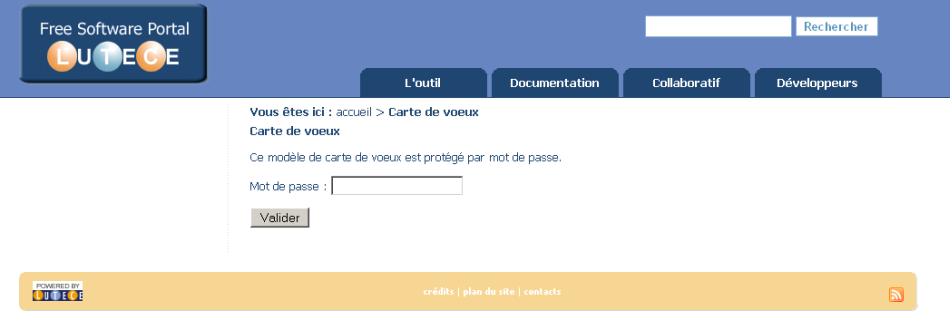 Free Software Portal
LUTECE
Rechercher
L'outil
Documentation
Collaboratif
Développeurs
Vous êtes ici : accueil > Carte de voeux
Carte de voeux
Ce modèle de carte de voeux est protégé par mot de passe.
Mot de passe :
Valider
POWERED BY
LUTECE
crédits | plan du site | contacts